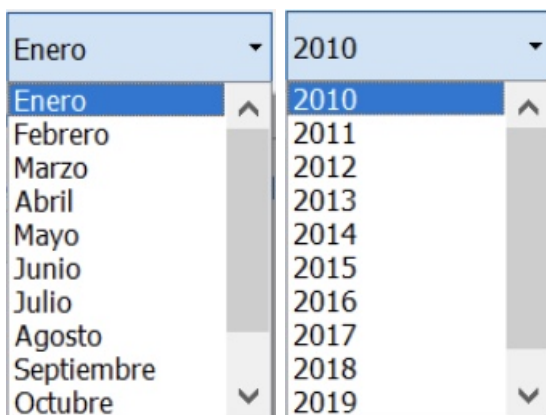 Enero
Enero
Febrero
Marzo
Abril
Mayo
Junio
Julio
Agosto
Septiembre
Octubre
2010
2010
2011
2012
2013
2014
2015
2016
2017
2018
2019